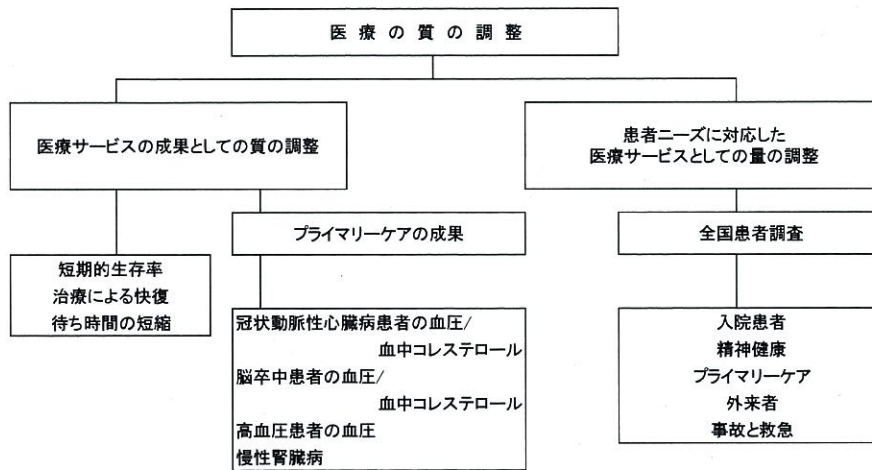 医療の質の調整
医療サービスの成果としての質の調整
患者ニーズに対応した
医療サービスとしての量の調整
プライマリーケアの成果
全国患者調査
短期的生存率
治療による快復
待ち時間の短縮
冠状動脈性心臓病患者の血圧/
血中コレステロール
脳卒中患者の血圧/
血中コレステロール
高血圧患者の血圧
慢性腎臓病
入院患者
精神健康
プライマリーケア
外来者
事故と救急